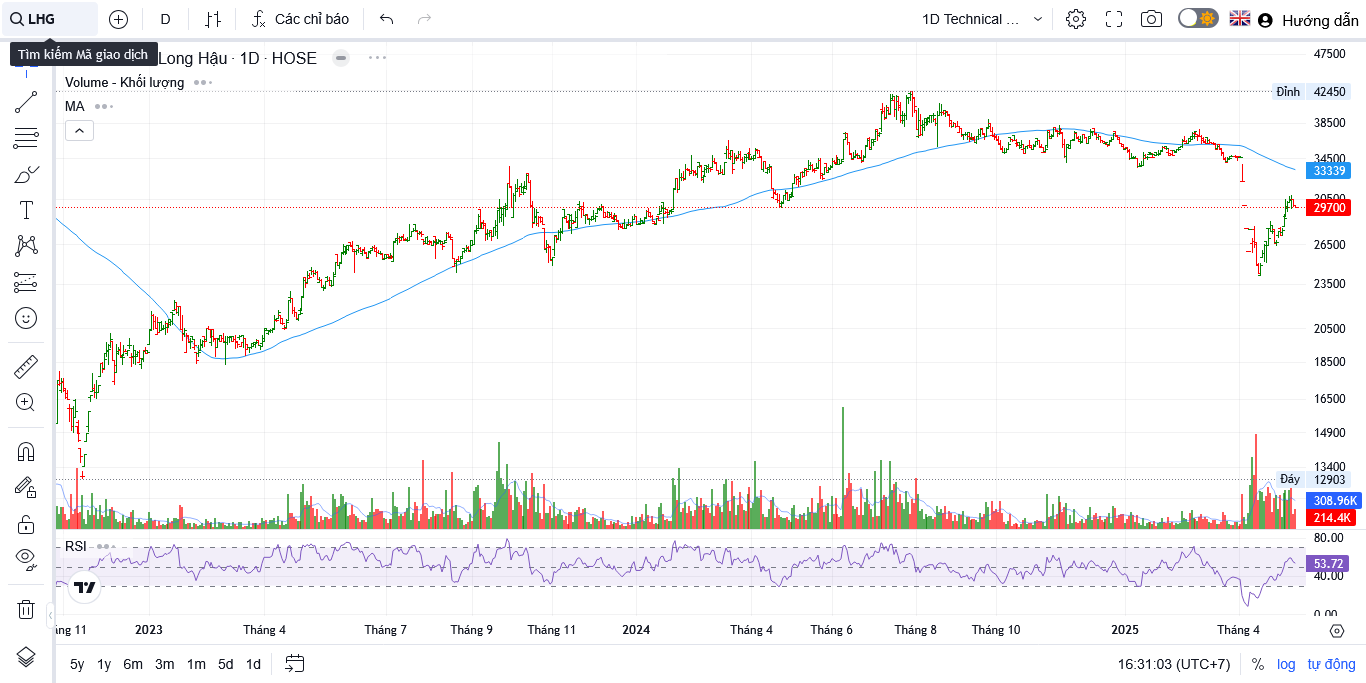 LHG
D
Các chỉ báo
1D Technical ...
Hướng dẫn
Tìm kiếm Mã giao dịch
Long Hậu · 1D · HOSE
Volume - Khối lượng
MA
47500
Đỉnh 42450
38500
34500
33339
29700
26500
23500
20500
18500
16500
14900
13400
Đáy 12903
308.96K
214.4K
RSI
80.00
53.72
40.00
0.00
ng 11
2023
Tháng 4
Tháng 7
Tháng 9
Tháng 11
2024
Tháng 4
Tháng 6
Tháng 8
Tháng 10
2025
Tháng 4
5y 1y 6m 3m 1m 5d 1d
16:31:03 (UTC+7)
% log tự động